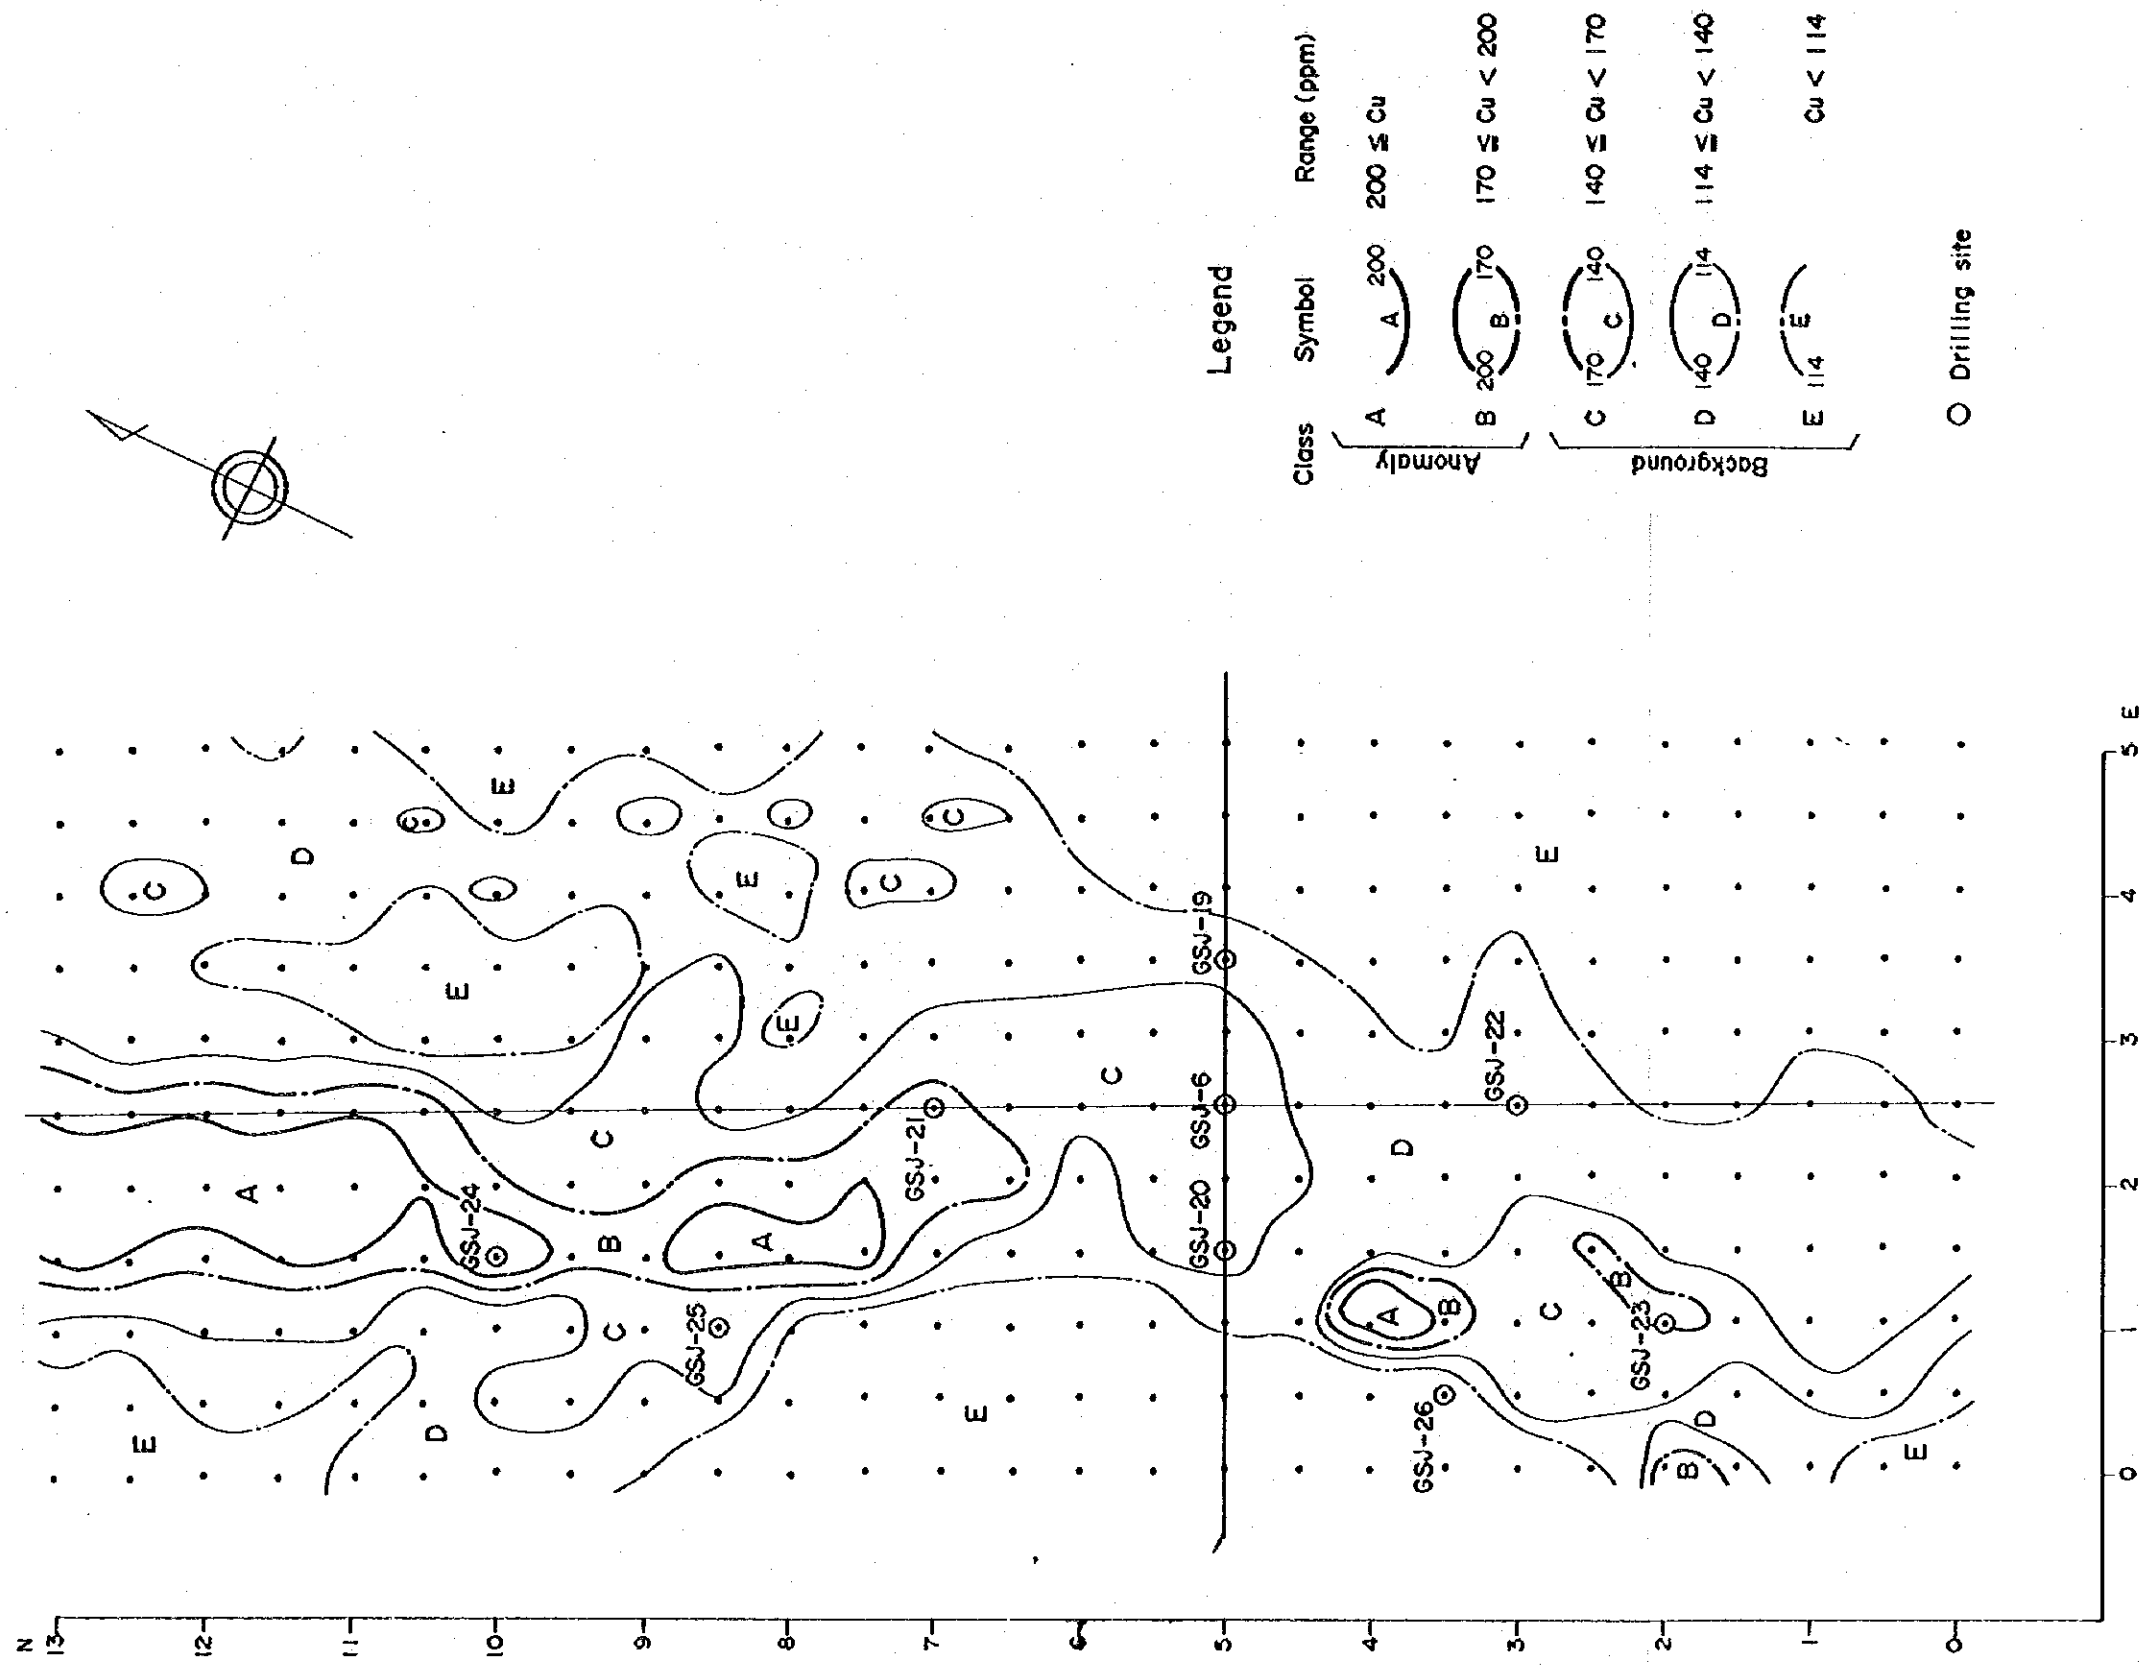 N
13
12
11
10
9
8
7
6
5
4
3
2
1
0
0 1 2 3 4 5 E
E
D
E
D
C
A
B
C
A
C
E
D
C
C
E
E
E
C
C
E
C
D
E
A
B
C
B
B
D
E
GSJ-24
GSJ-25
GSJ-21
GSJ-20
GSJ-6
GSJ-19
GSJ-22
GSJ-23
GSJ-26
Legend
Class Symbol Range (ppm)
Anomaly
A A 200 200 ≦ Cu
B 200 B 170 170 ≦ Cu < 200
Background
C 170 C 140 140 ≦ Cu < 170
D 140 D 114 114 ≦ Cu < 140
E 114 E Cu < 114
Drilling site